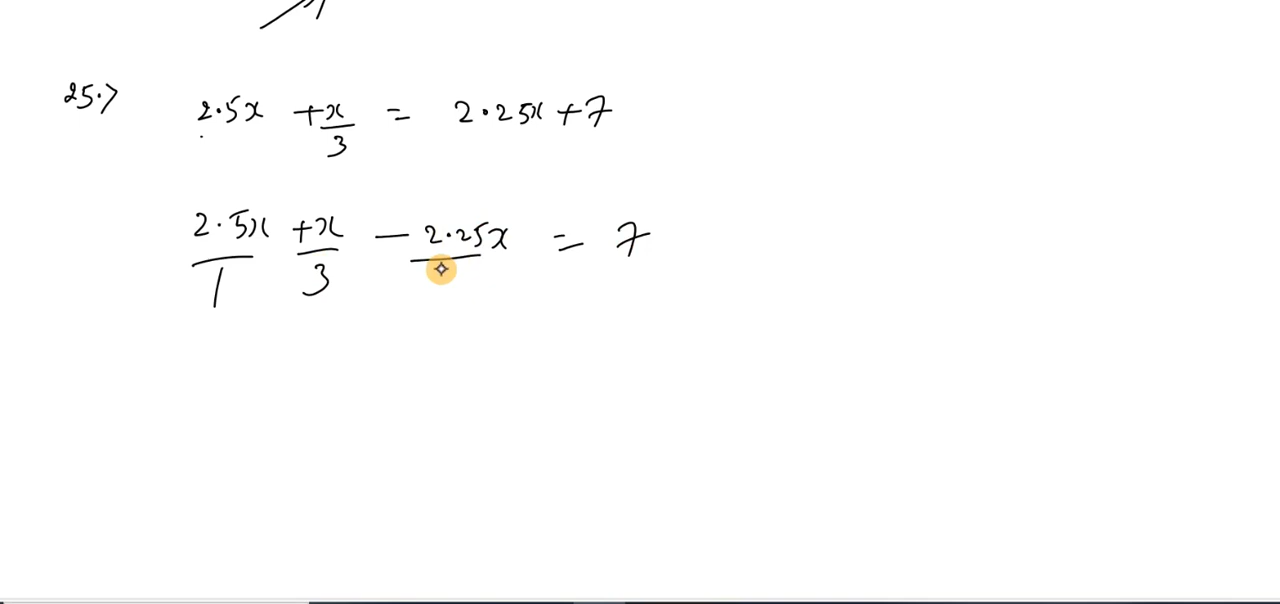 25.) 2.5x + x/3 = 2.25x + 7
2.5x/1 + x/3 - 2.25x = 7